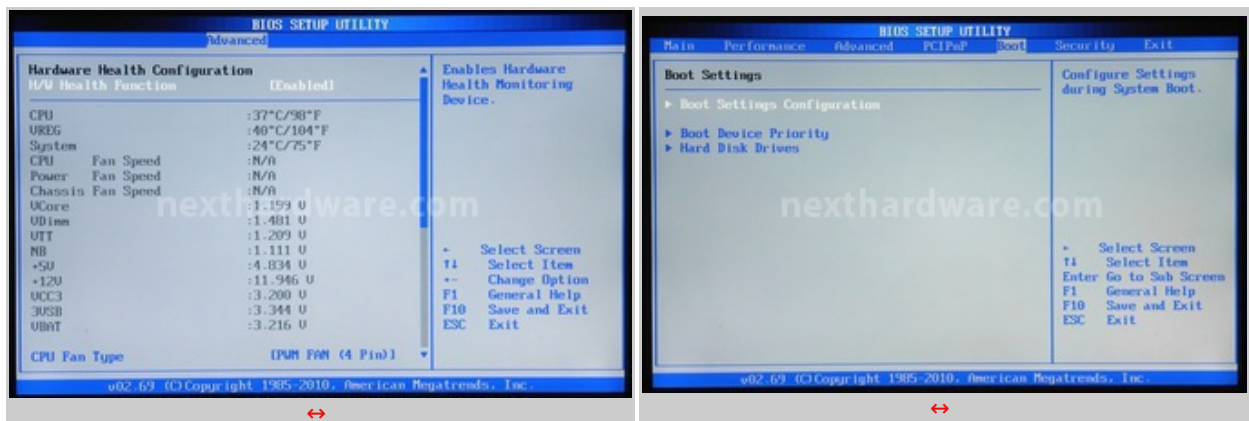 BIOS SETUP UTILITY
Advanced
Hardware Health Configuration
H/W Health Function [Enabled]
CPU :37°C/98°F
VREG :40°C/104°F
System :24°C/75°F
CPU Fan Speed :N/A
Power Fan Speed :N/A
Chassis Fan Speed :N/A
VCore :1.199 V
VDimm :1.481 V
VTT :1.209 V
NB :1.111 V
+5V :4.834 V
+12V :11.946 V
VCC3 :3.200 V
3VSB :3.344 V
VBAT :3.216 V
CPU Fan Type [PWM FAN (4 Pin)]
Enables Hardware
Health Monitoring
Device.
← Select Screen
↑↓ Select Item
+- Change Option
F1 General Help
F10 Save and Exit
ESC Exit
v02.69 (C)Copyright 1985-2010, American Megatrends, Inc.
nexthardware.com
BIOS SETUP UTILITY
Main Performance Advanced PCIPnP Boot Security Exit
Boot Settings
▶ Boot Settings Configuration
▶ Boot Device Priority
▶ Hard Disk Drives
Configure Settings
during System Boot.
← Select Screen
↑↓ Select Item
Enter Go to Sub Screen
F1 General Help
F10 Save and Exit
ESC Exit
v02.69 (C)Copyright 1985-2010, American Megatrends, Inc.
nexthardware.com